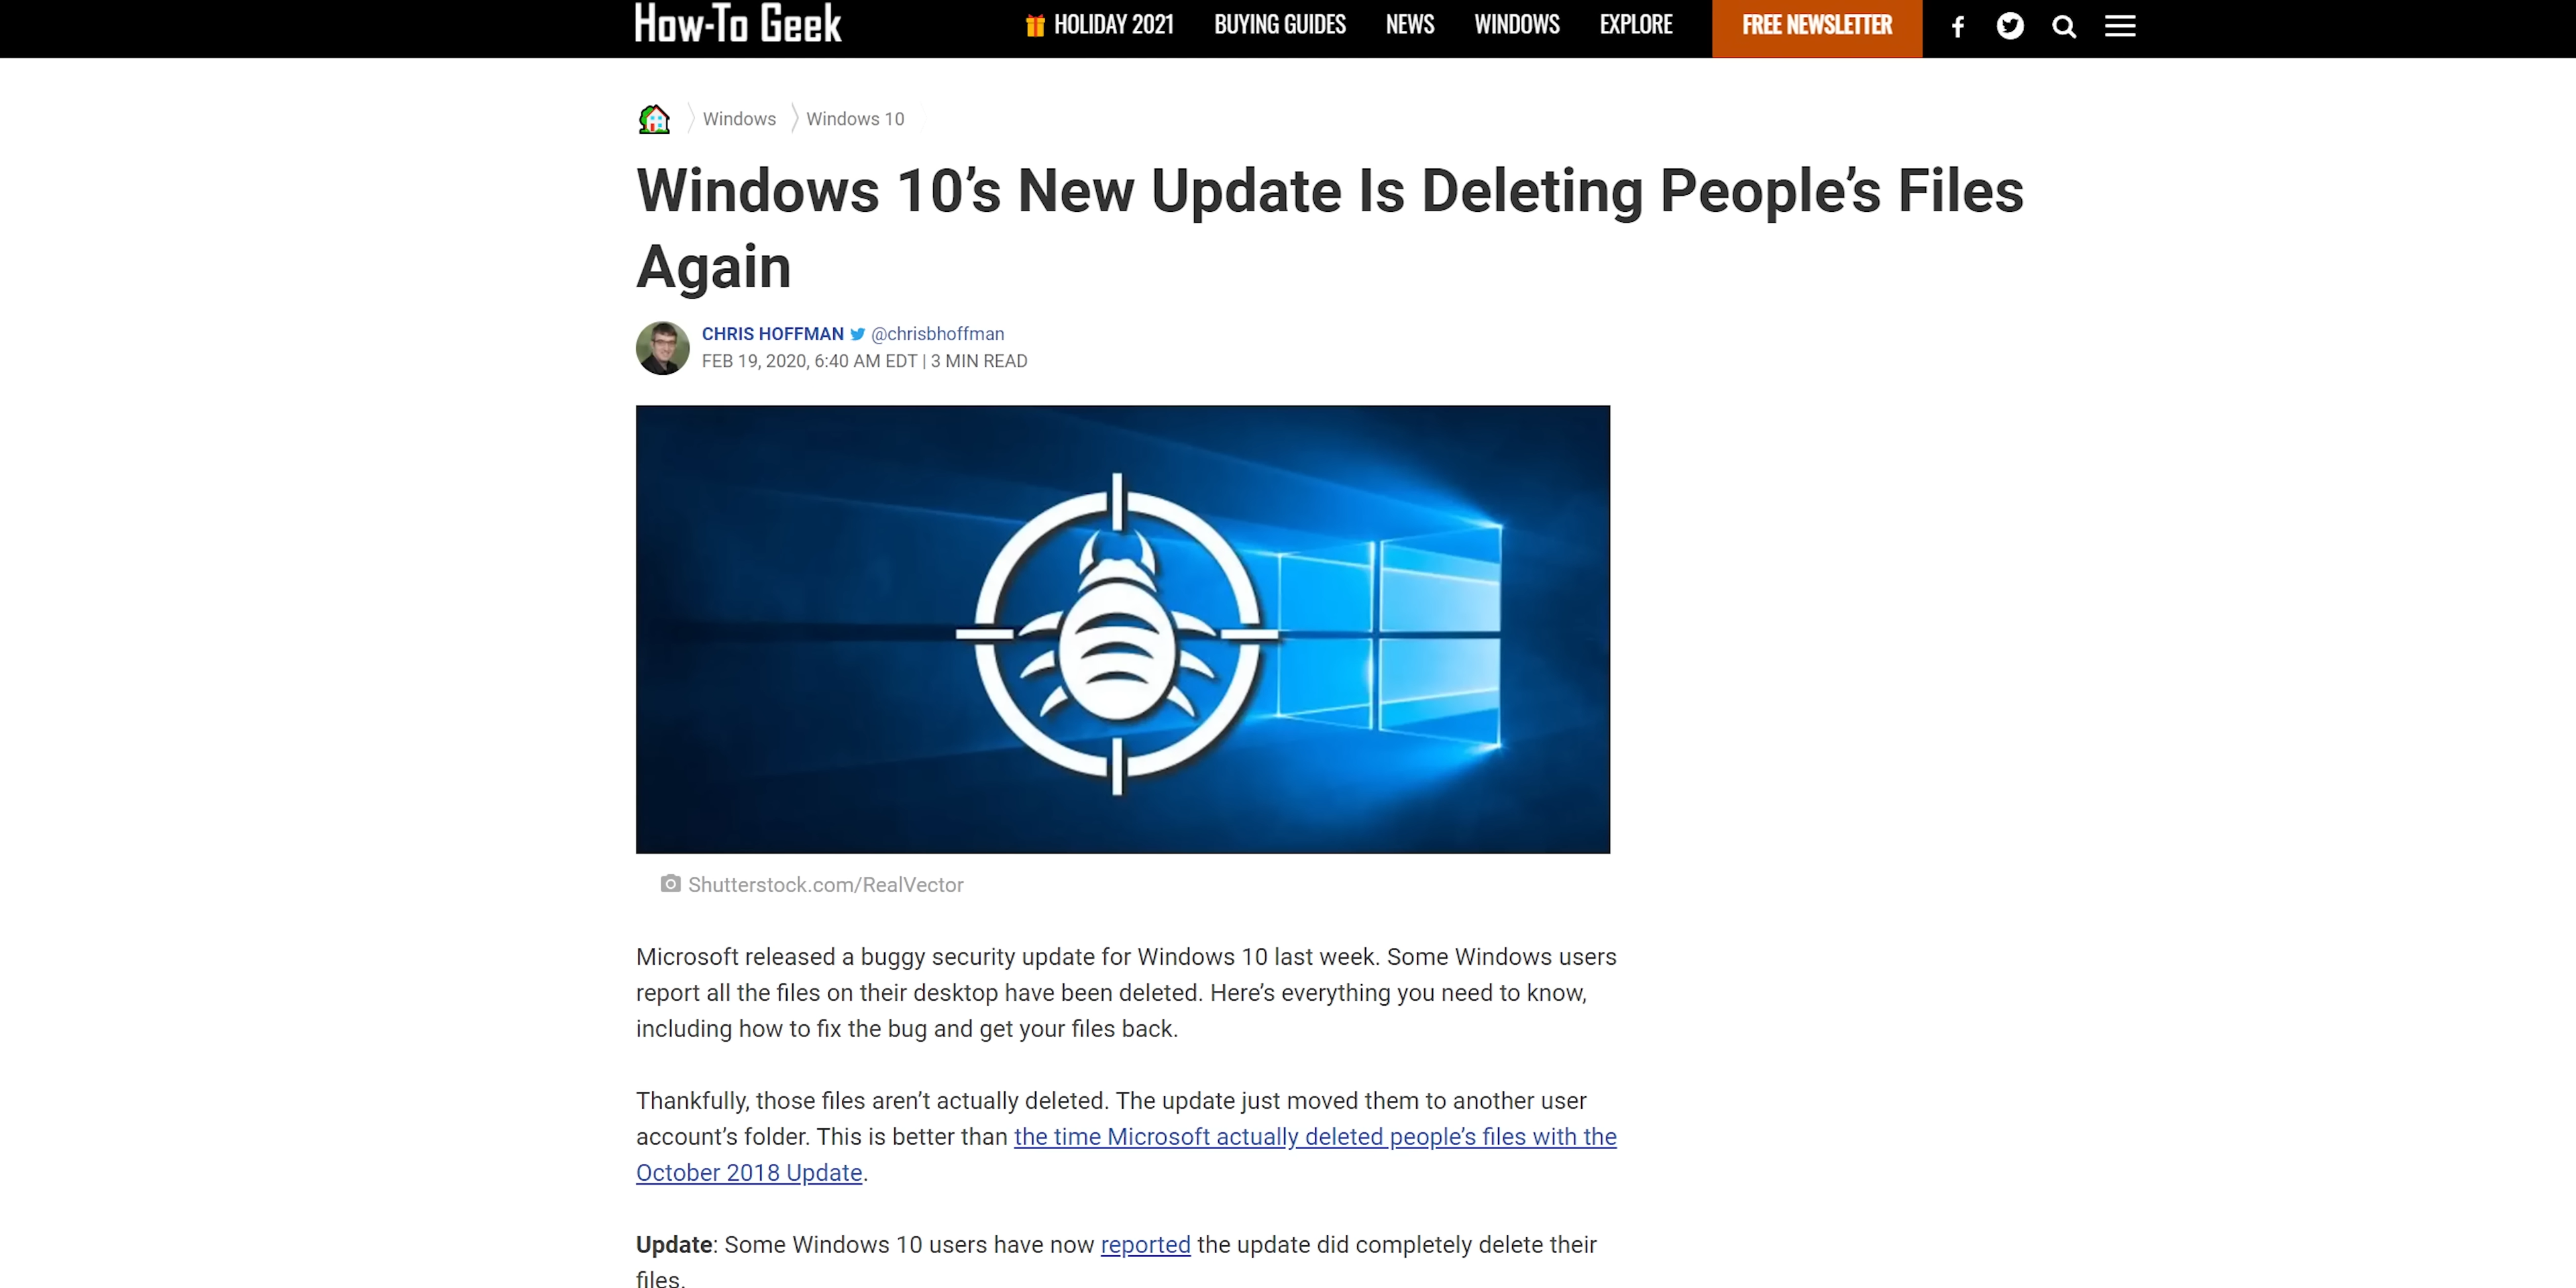 How-To Geek
HOLIDAY 2021 BUYING GUIDES NEWS WINDOWS EXPLORE FREE NEWSLETTER
Windows Windows 10
Windows 10’s New Update Is Deleting People’s Files
Again
CHRIS HOFFMAN @chrisbhoffman
FEB 19, 2020, 6:40 AM EDT | 3 MIN READ
Shutterstock.com/RealVector
Microsoft released a buggy security update for Windows 10 last week. Some Windows users
report all the files on their desktop have been deleted. Here’s everything you need to know,
including how to fix the bug and get your files back.
Thankfully, those files aren’t actually deleted. The update just moved them to another user
account’s folder. This is better than the time Microsoft actually deleted people’s files with the
October 2018 Update.
Update: Some Windows 10 users have now reported the update did completely delete their
files.